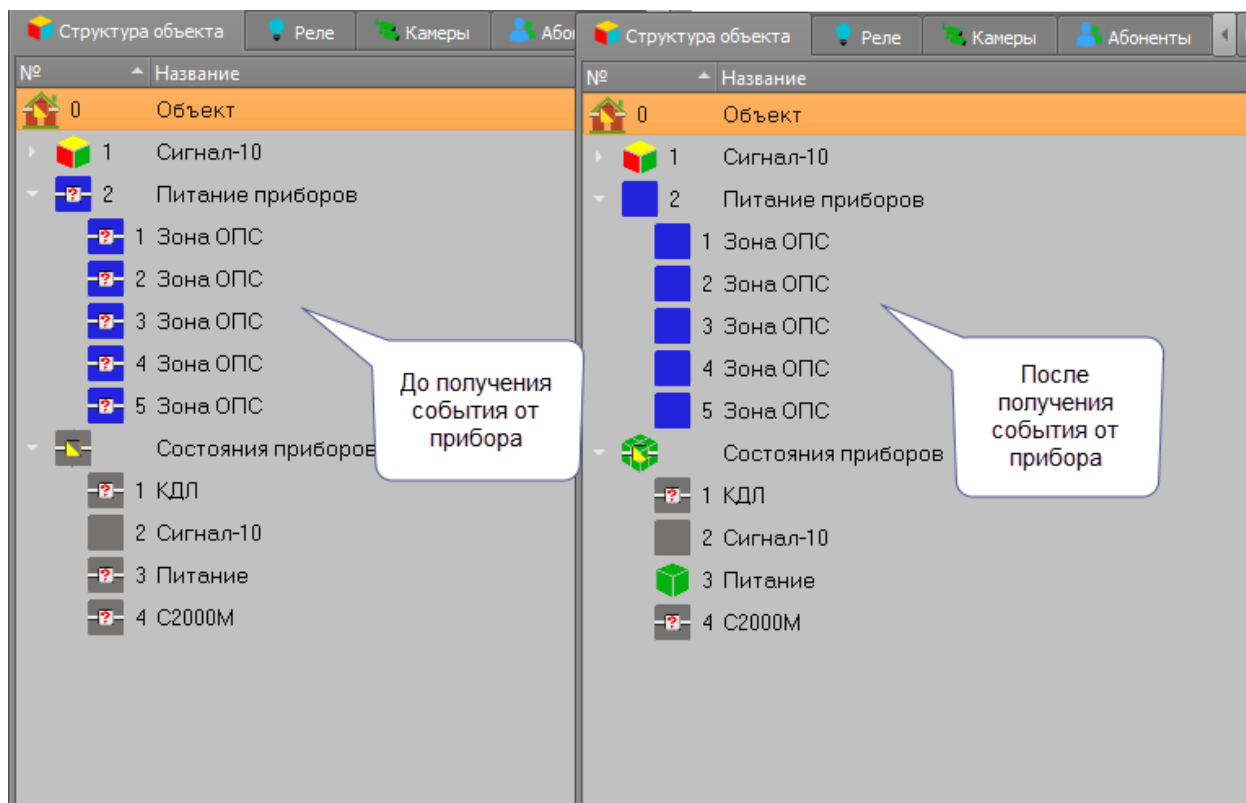 Структура объекта Реле Камеры Або
№ Название
0 Объект
1 Сигнал-10
2 Питание приборов
1 Зона ОПС
2 Зона ОПС
3 Зона ОПС
4 Зона ОПС
5 Зона ОПС
Состояния приборов
1 КДЛ
2 Сигнал-10
3 Питание
4 С2000М
До получения
события от
прибора
Структура объекта Реле Камеры Абоненты
№ Название
0 Объект
1 Сигнал-10
2 Питание приборов
1 Зона ОПС
2 Зона ОПС
3 Зона ОПС
4 Зона ОПС
5 Зона ОПС
Состояния приборов
1 КДЛ
2 Сигнал-10
3 Питание
4 С2000М
После
получения
события от
прибора